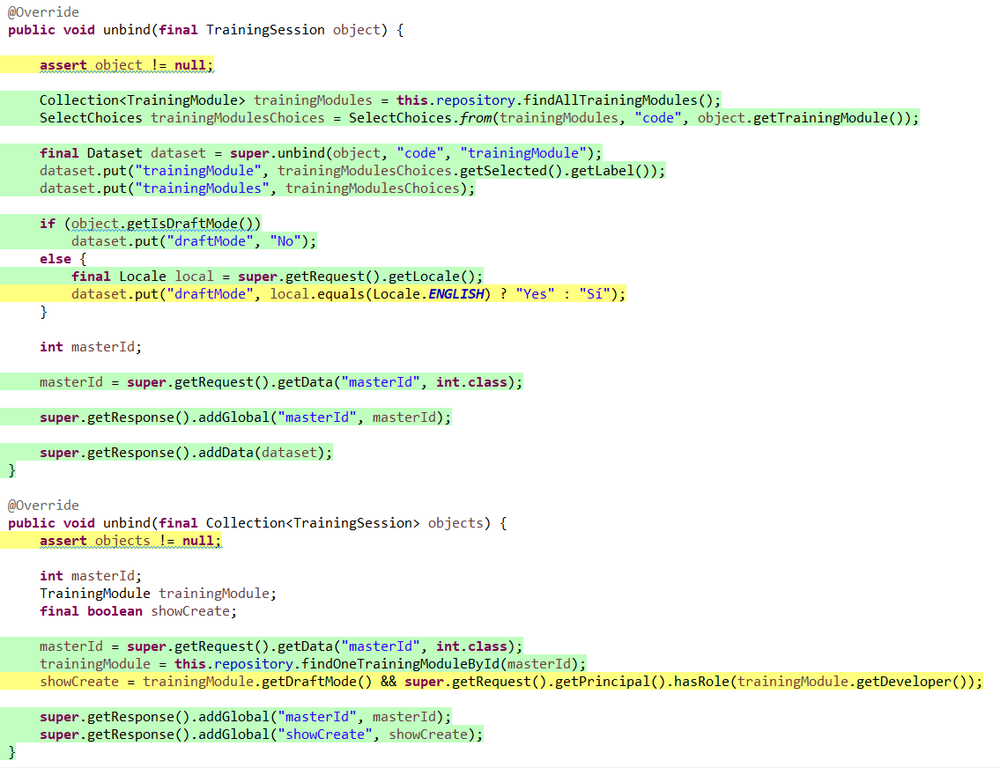 @Override
public void unbind(final TrainingSession object) {
assert object != null;
Collection<TrainingModule> trainingModules = this.repository.findAllTrainingModules();
SelectChoices trainingModulesChoices = SelectChoices.from(trainingModules, "code", object.getTrainingModule());
final Dataset dataset = super.unbind(object, "code", "trainingModule");
dataset.put("trainingModule", trainingModulesChoices.getSelected().getLabel());
dataset.put("trainingModules", trainingModulesChoices);
if (object.getIsDraftMode())
dataset.put("draftMode", "No");
else {
final Locale local = super.getRequest().getLocale();
dataset.put("draftMode", local.equals(Locale.ENGLISH) ? "Yes" : "Sí");
}
int masterId;
masterId = super.getRequest().getData("masterId", int.class);
super.getResponse().addGlobal("masterId", masterId);
super.getResponse().addData(dataset);
}
@Override
public void unbind(final Collection<TrainingSession> objects) {
assert objects != null;
int masterId;
TrainingModule trainingModule;
final boolean showCreate;
masterId = super.getRequest().getData("masterId", int.class);
trainingModule = this.repository.findOneTrainingModuleById(masterId);
showCreate = trainingModule.getDraftMode() && super.getRequest().getPrincipal().hasRole(trainingModule.getDeveloper());
super.getResponse().addGlobal("masterId", masterId);
super.getResponse().addGlobal("showCreate", showCreate);
}